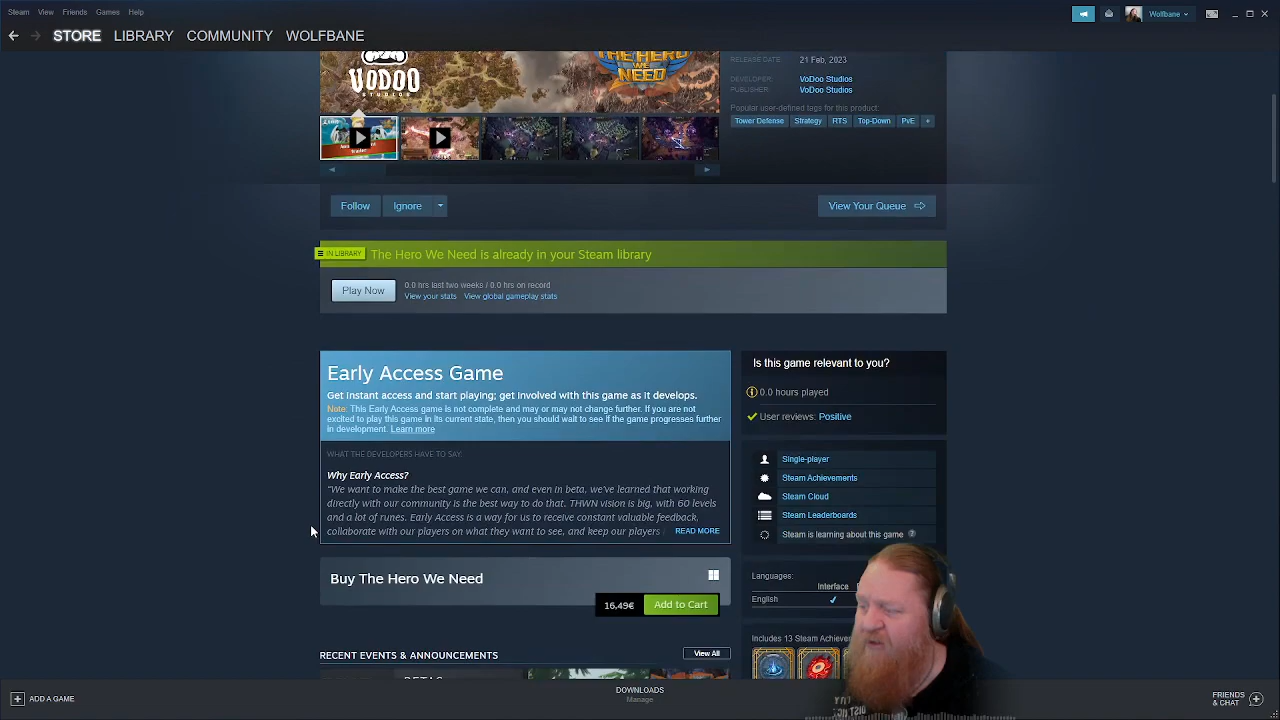 Steam View Friends Games Help
Wolfbane
STORE LIBRARY COMMUNITY WOLFBANE
VODOO
STUDIOS
THE HERO
WE
NEED
RELEASE DATE: 21 Feb, 2023
DEVELOPER: VoDoo Studios
PUBLISHER: VoDoo Studios
Popular user-defined tags for this product:
Tower Defense Strategy RTS Top-Down PvE +
Follow Ignore
View Your Queue
IN LIBRARY The Hero We Need is already in your Steam library
Play Now
0.0 hrs last two weeks / 0.0 hrs on record
View your stats View global gameplay stats
Early Access Game
Get instant access and start playing; get involved with this game as it develops.
Note: This Early Access game is not complete and may or may not change further. If you are not
excited to play this game in its current state, then you should wait to see if the game progresses further
in development. Learn more
WHAT THE DEVELOPERS HAVE TO SAY:
Why Early Access?
"We want to make the best game we can, and even in beta, we've learned that working
directly with our community is the best way to do that. THWN vision is big, with 60 levels
and a lot of runes. Early Access is a way for us to receive constant valuable feedback,
collaborate with our players on what they want to see, and keep our players
READ MORE
Is this game relevant to you?
0.0 hours played
User reviews: Positive
Single-player
Steam Achievements
Steam Cloud
Steam Leaderboards
Steam is learning about this game ?
Languages:
Interface
English ✔
Includes 13 Steam Achiev
Buy The Hero We Need
16,49€ Add to Cart
RECENT EVENTS & ANNOUNCEMENTS
View All
BETAS
ADD A GAME
DOWNLOADS
Manage
FRIENDS
& CHAT